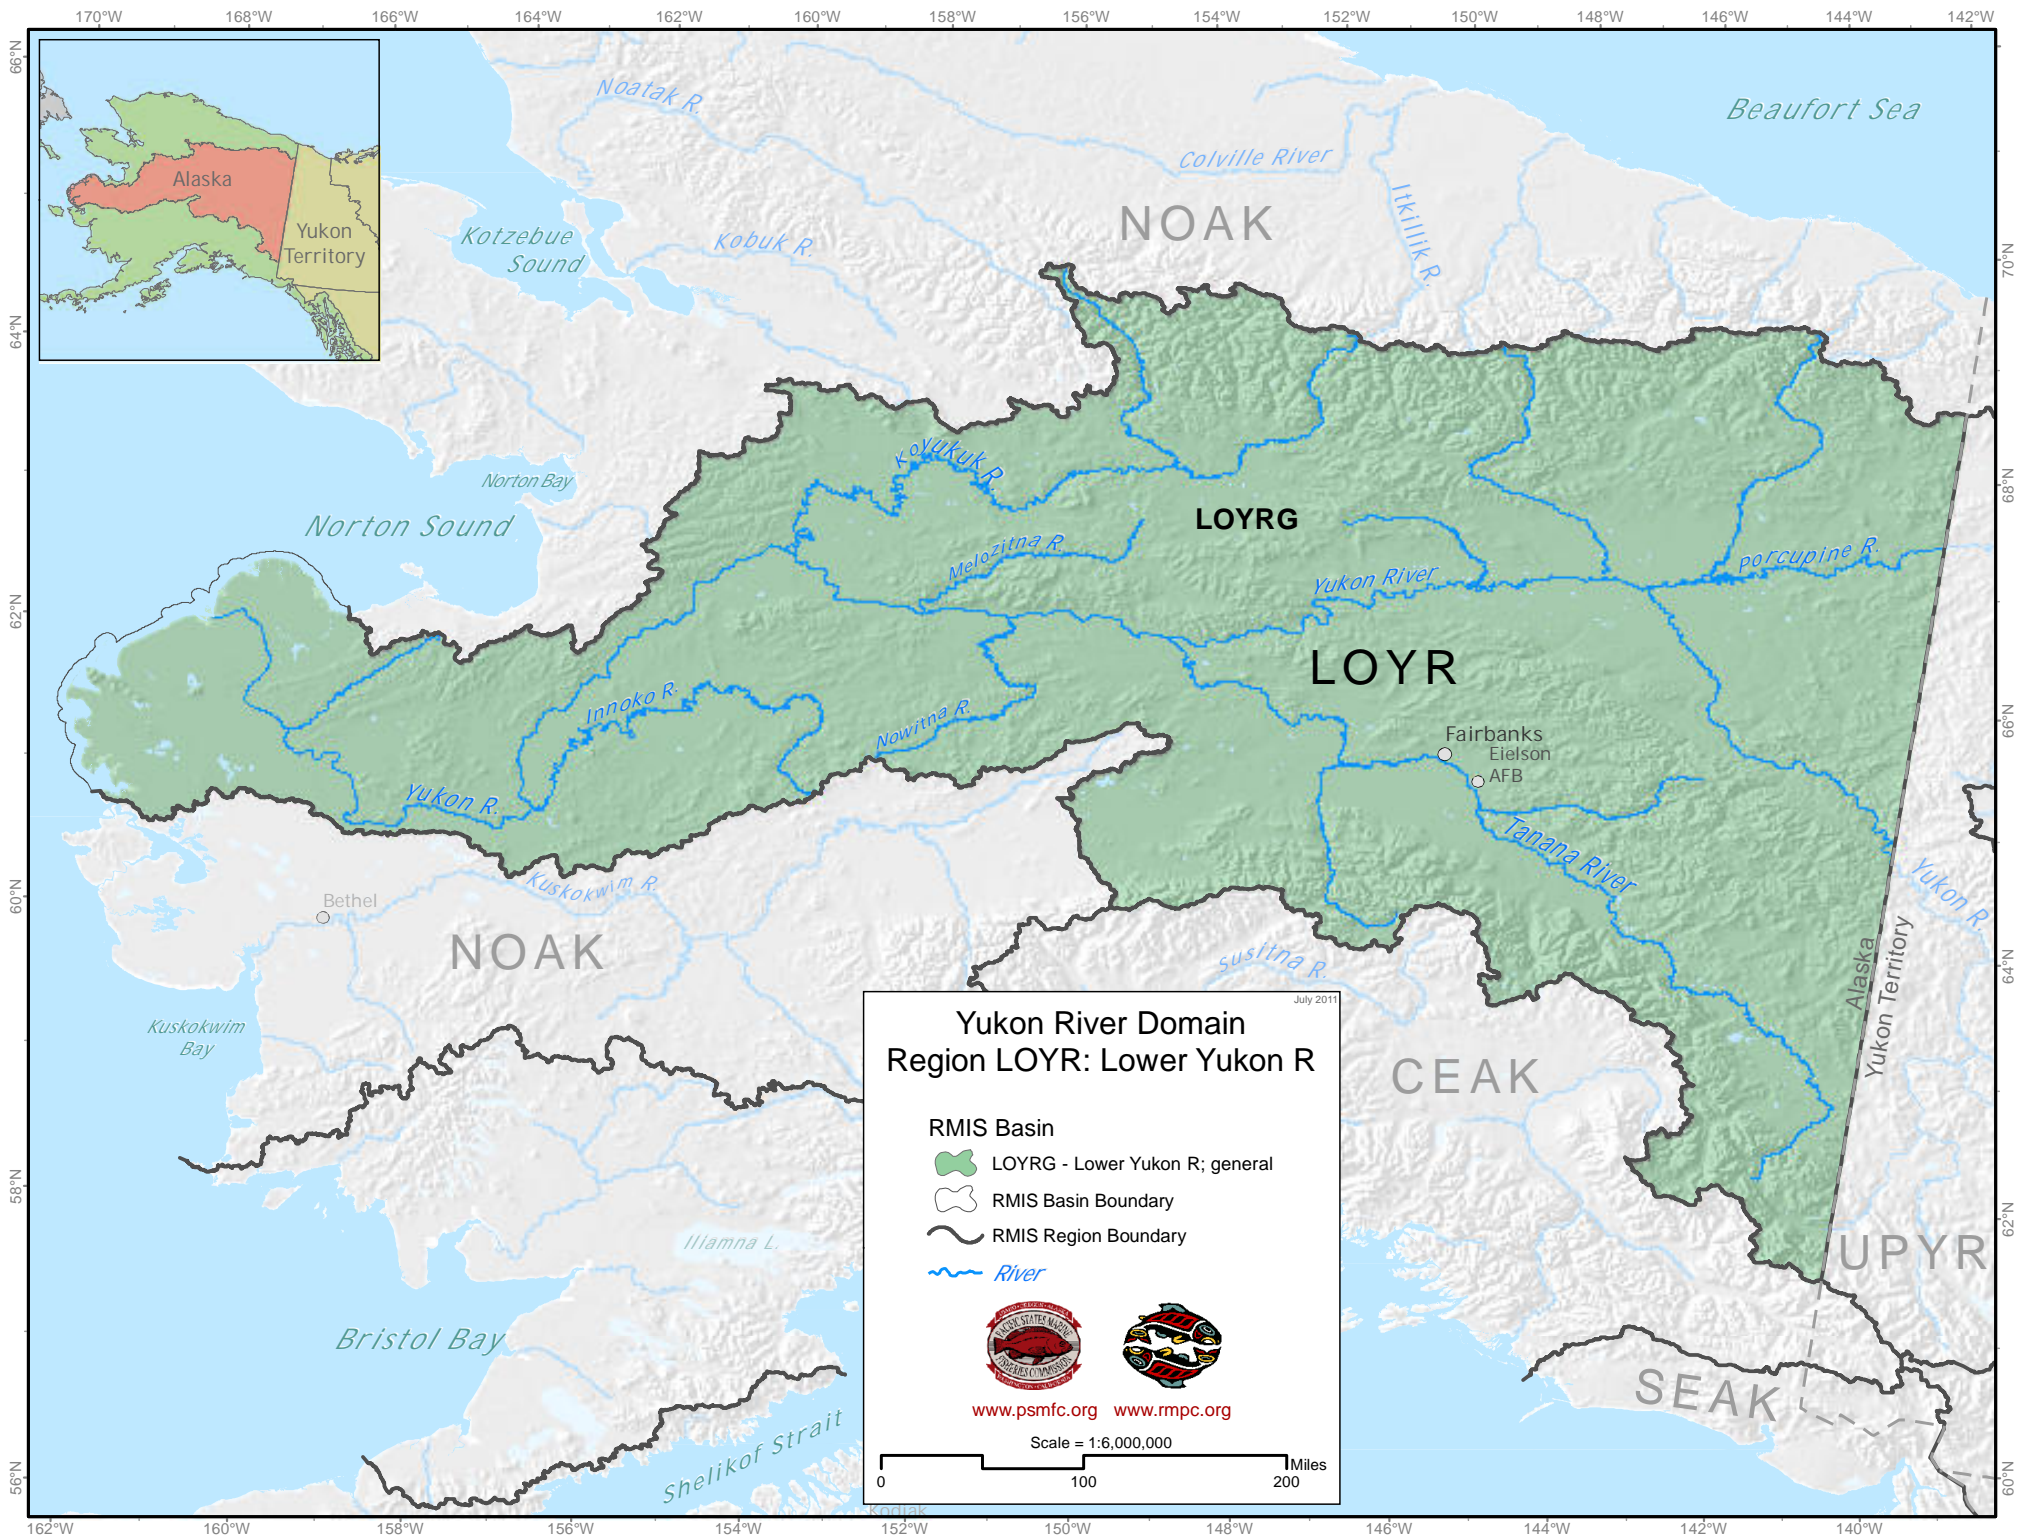 170°W 168°W 166°W 164°W 162°W 160°W 158°W 156°W 154°W 152°W 150°W 148°W 146°W 144°W 142°W
66°N
64°N
62°N
60°N
58°N
56°N
70°N
68°N
66°N
64°N
62°N
60°N
Alaska
Yukon
Territory
Noatak R.
Beaufort Sea
Colville River
Itkillik R.
NOAK
Kotzebue
Sound
Kobuk R.
Koyukuk R.
Norton Bay
Norton Sound
LOYRG
Melozitna R.
Porcupine R.
Yukon River
LOYR
Innoko R.
Nowitna R.
Fairbanks
Eielson
AFB
Yukon R.
Tanana River
Kuskokwim R.
Bethel
Yukon R.
NOAK
Susitna R.
Alaska
Yukon Territory
Kuskokwim
Bay
CEAK
July 2011
Yukon River Domain
Region LOYR: Lower Yukon R
RMIS Basin
LOYRG - Lower Yukon R; general
RMIS Basin Boundary
RMIS Region Boundary
River
PACIFIC STATES MARINE
FISHERIES COMMISSION
www.psmfc.org www.rmpc.org
Scale = 1:6,000,000
Miles
0 100 200
Iliamna L.
UPYR
Bristol Bay
SEAK
Shelikof Strait
Kodiak
162°W 160°W 158°W 156°W 154°W 152°W 150°W 148°W 146°W 144°W 142°W 140°W